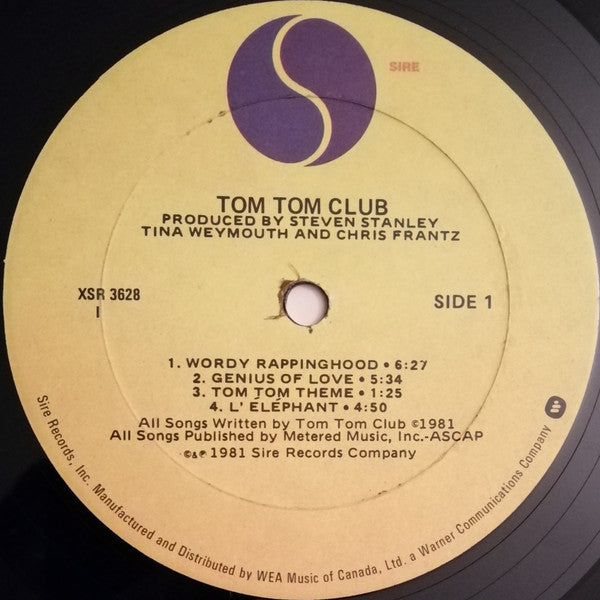 SIRE
TOM TOM CLUB
PRODUCED BY STEVEN STANLEY
TINA WEYMOUTH AND CHRIS FRANTZ
XSR 3628
I
SIDE 1
1. WORDY RAPPINGHOOD • 6:27
2. GENIUS OF LOVE • 5:34
3. TOM TOM THEME • 1:25
4. L' ELÉPHANT • 4:50
All Songs Written by Tom Tom Club ©1981
All Songs Published by Metered Music, Inc.-ASCAP
©&℗ 1981 Sire Records Company
Sire Records, Inc. Manufactured and Distributed by WEA Music of Canada, Ltd. a Warner Communications Company